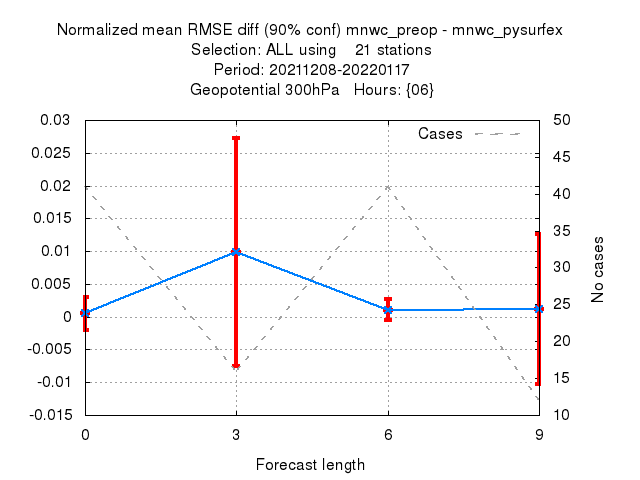 Normalized mean RMSE diff (90% conf) mnwc_preop - mnwc_pysurfex
Selection: ALL using 21 stations
Period: 20211208-20220117
Geopotential 300hPa Hours: {06}
0.03
0.025
0.02
0.015
0.01
0.005
0
-0.005
-0.01
-0.015
Cases
50
45
40
35
30
25
20
15
10
No cases
0 3 6 9
Forecast length